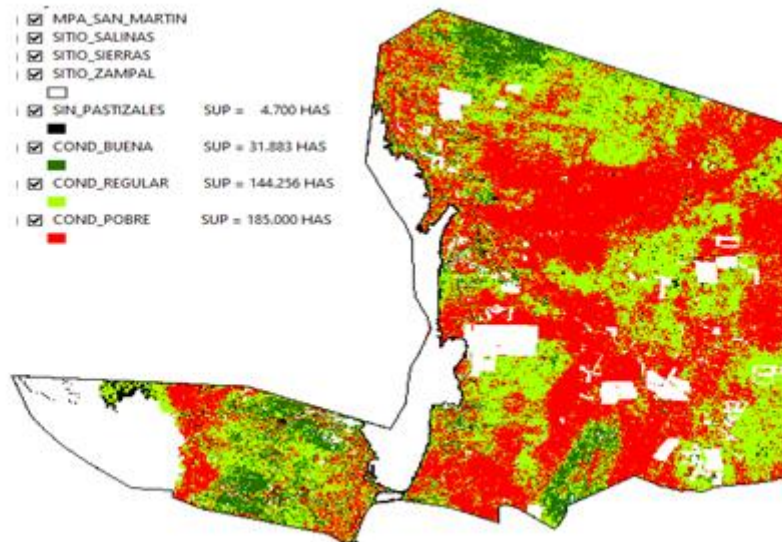 MPA_SAN_MARTIN
SITIO_SALINAS
SITIO_SIERRAS
SITIO_ZAMPAL
SIN_PASTIZALES SUP = 4.700 HAS
COND_BUENA SUP = 31.883 HAS
COND_REGULAR SUP = 144.256 HAS
COND_POBRE SUP = 185.000 HAS